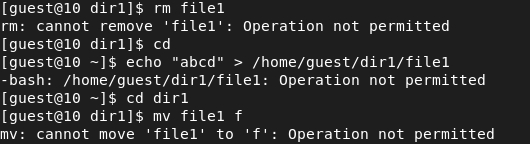 [guest@10 dir1]$ rm file1
rm: cannot remove 'file1': Operation not permitted
[guest@10 dir1]$ cd
[guest@10 ~]$ echo "abcd" > /home/guest/dir1/file1
-bash: /home/guest/dir1/file1: Operation not permitted
[guest@10 ~]$ cd dir1
[guest@10 dir1]$ mv file1 f
mv: cannot move 'file1' to 'f': Operation not permitted